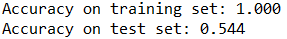 Accuracy on training set: 1.000
Accuracy on test set: 0.544